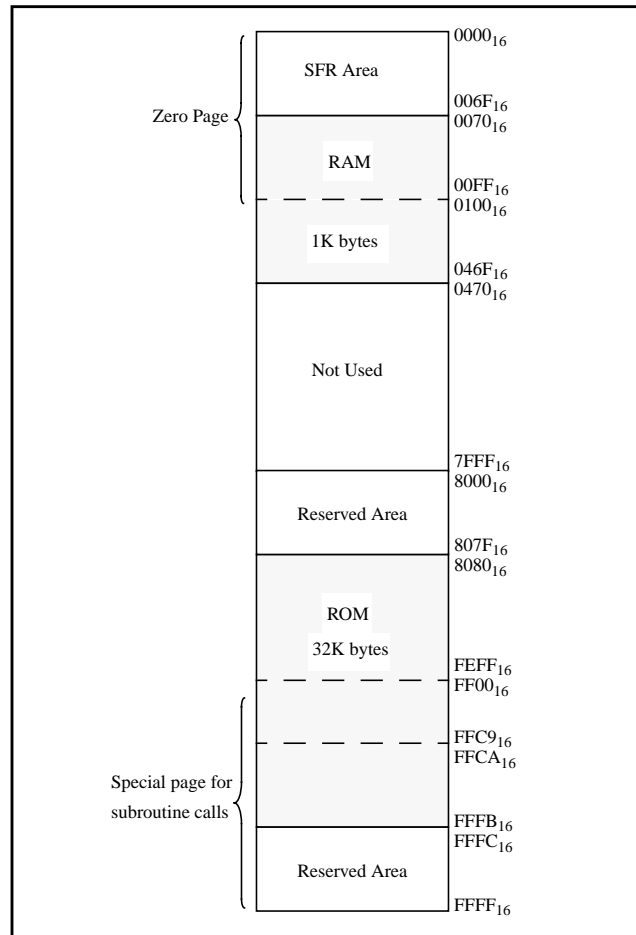 0000₁₆
SFR Area
006F₁₆
Zero Page
0070₁₆
RAM
00FF₁₆
0100₁₆
1K bytes
046F₁₆
0470₁₆
Not Used
7FFF₁₆
8000₁₆
Reserved Area
807F₁₆
8080₁₆
ROM
32K bytes
FEFF₁₆
FF00₁₆
FFC9₁₆
FFCA₁₆
Special page for
subroutine calls
FFFB₁₆
FFFC₁₆
Reserved Area
FFFF₁₆